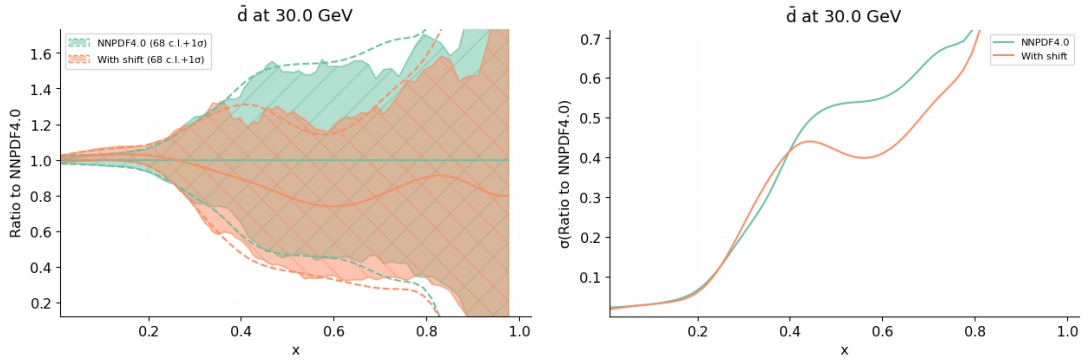 d̄ at 30.0 GeV
NNPDF4.0 (68 c.l.+1σ)
With shift (68 c.l.+1σ)
Ratio to NNPDF4.0
1.6
1.4
1.2
1.0
0.8
0.6
0.4
0.2
0.2 0.4 0.6 0.8 1.0
x
d̄ at 30.0 GeV
NNPDF4.0
With shift
σ(Ratio to NNPDF4.0)
0.7
0.6
0.5
0.4
0.3
0.2
0.1
0.2 0.4 0.6 0.8 1.0
x